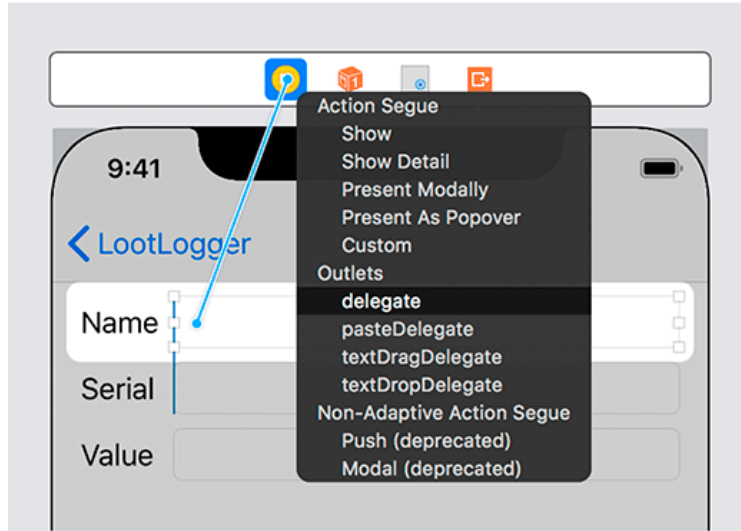 Action Segue
Show
9:41
Show Detail
Present Modally
Present As Popover
LootLogger
Custom
Outlets
delegate
Name
pasteDelegate
textDragDelegate
Serial
textDropDelegate
Non-Adaptive Action Segue
Push (deprecated)
Value
Modal (deprecated)